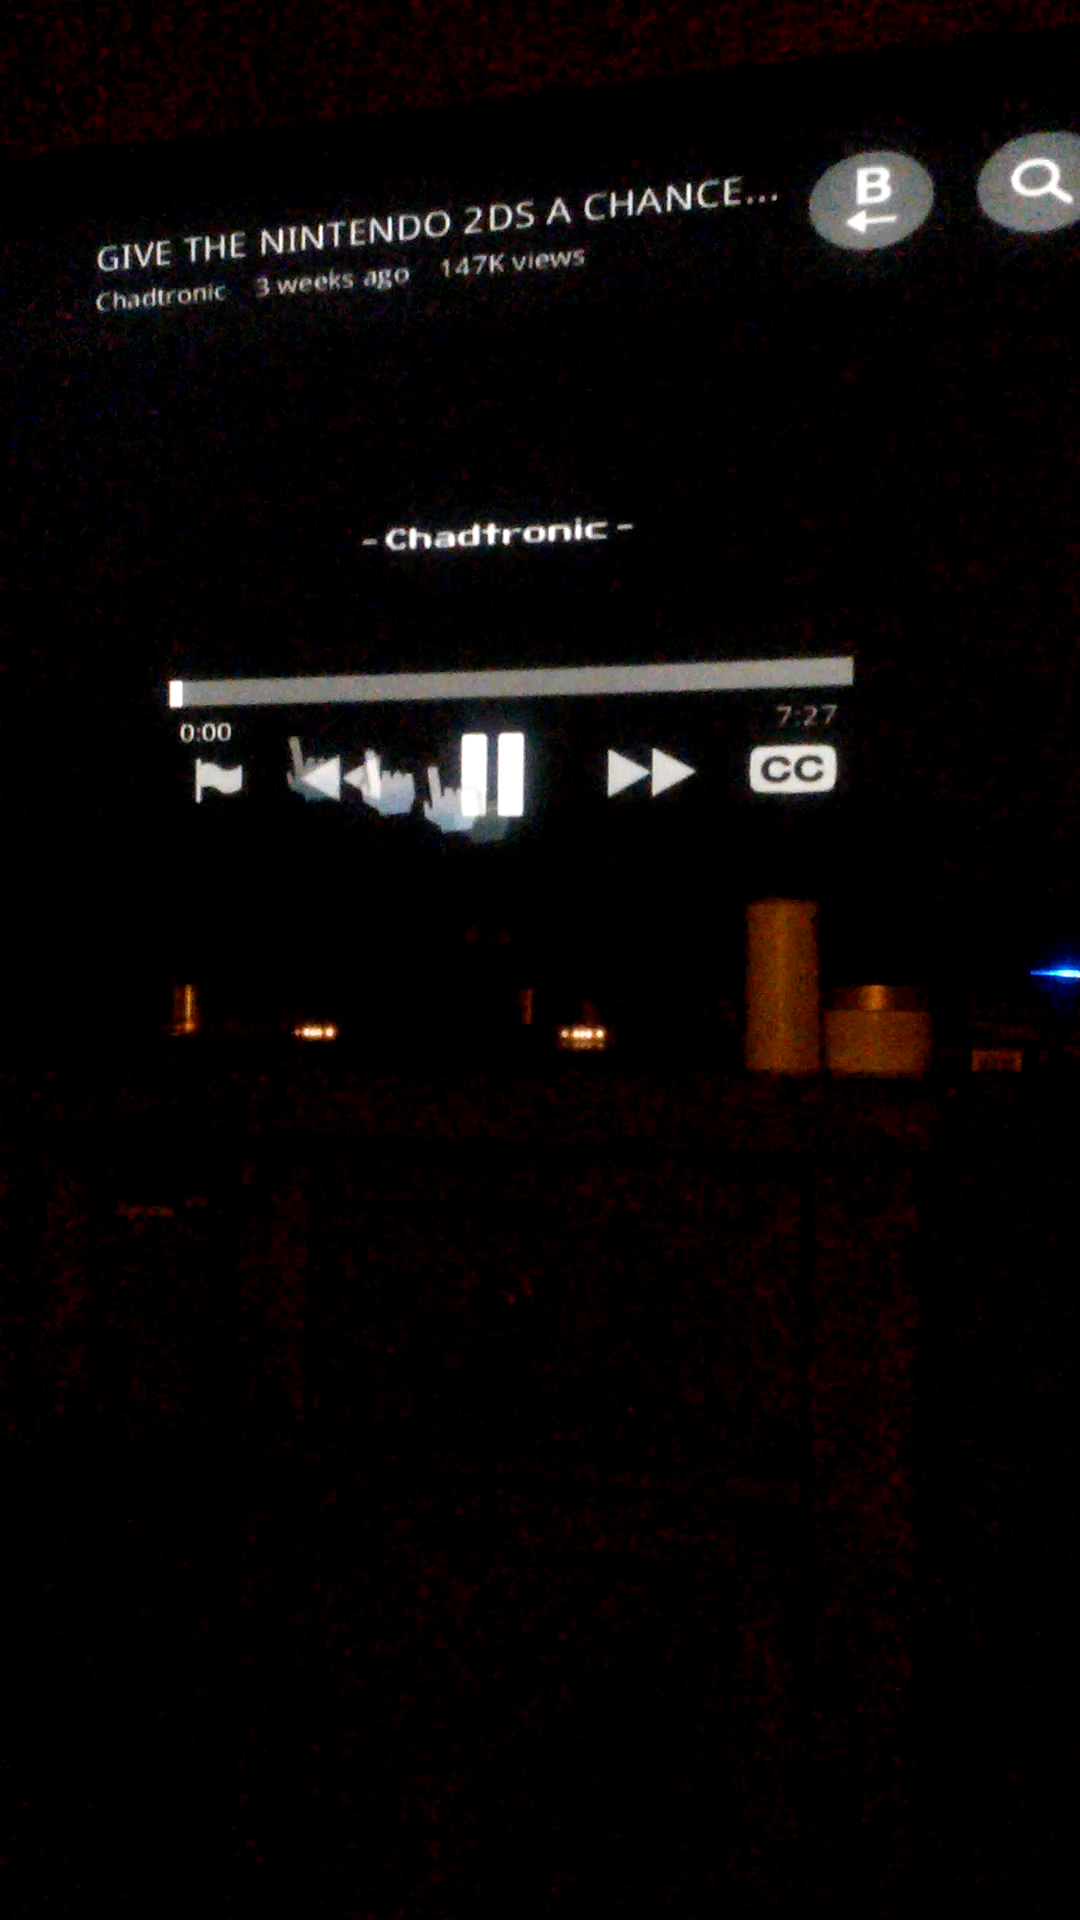 GIVE THE NINTENDO 2DS A CHANCE...
Chadtronic 3 weeks ago 147K views
B
- Chadtronic -
0:00 7:27
CC